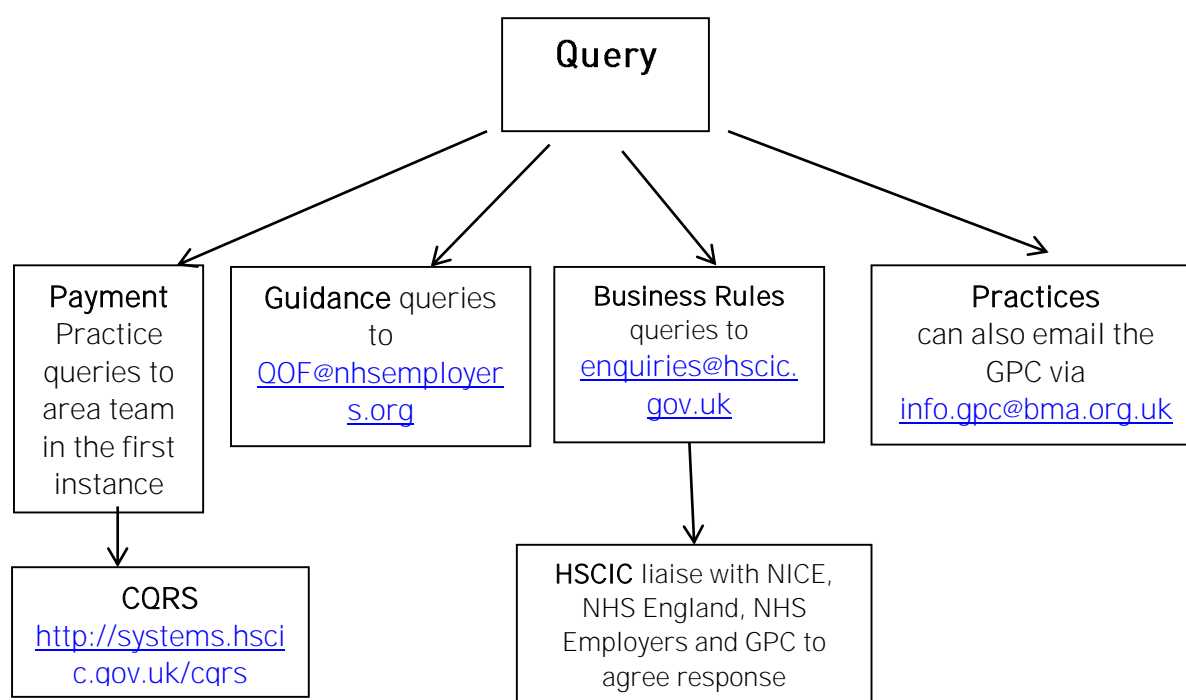 Query
Payment
Practice
queries to
area team
in the first
instance
Guidance queries
to
QOF@nhsemployer
s.org
Business Rules
queries to
enquiries@hscic.
gov.uk
Practices
can also email the
GPC via
info.gpc@bma.org.uk
CQRS
http://systems.hsci
c.gov.uk/cqrs
HSCIC liaise with NICE,
NHS England, NHS
Employers and GPC to
agree response